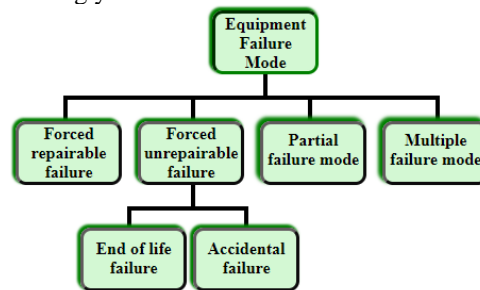 Equipment
Failure
Mode
Forced
repairable
failure
Forced
unrepairable
failure
Partial
failure mode
Multiple
failure mode
End of life
failure
Accidental
failure